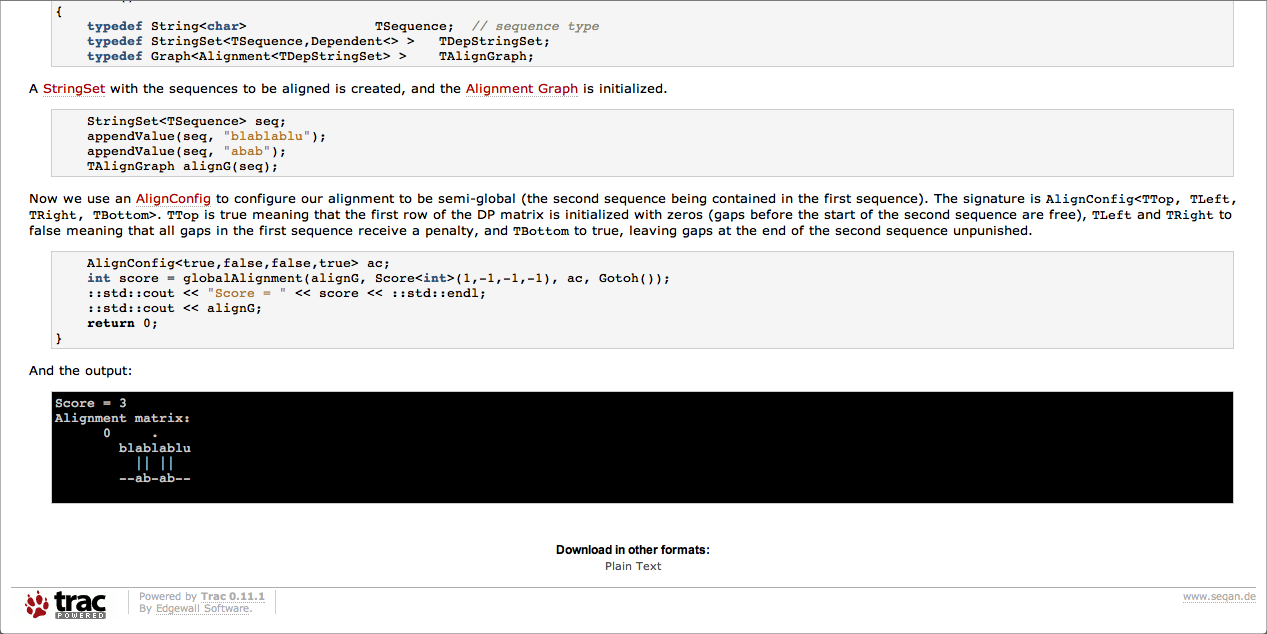 {
    typedef String<char>                TSequence;  // sequence type
    typedef StringSet<TSequence,Dependent<> >   TDepStringSet;
    typedef Graph<Alignment<TDepStringSet> >    TAlignGraph;
A StringSet with the sequences to be aligned is created, and the Alignment Graph is initialized.
    StringSet<TSequence> seq;
    appendValue(seq, "blablablu");
    appendValue(seq, "abab");
    TAlignGraph alignG(seq);
Now we use an AlignConfig to configure our alignment to be semi-global (the second sequence being contained in the first sequence). The signature is AlignConfig<TTop, TLeft,
TRight, TBottom>. TTop is true meaning that the first row of the DP matrix is initialized with zeros (gaps before the start of the second sequence are free), TLeft and TRight to
false meaning that all gaps in the first sequence receive a penalty, and TBottom to true, leaving gaps at the end of the second sequence unpunished.
    AlignConfig<true,false,false,true> ac;
    int score = globalAlignment(alignG, Score<int>(1,-1,-1,-1), ac, Gotoh());
    ::std::cout << "Score = " << score << ::std::endl;
    ::std::cout << alignG;
    return 0;
}
And the output:
Score = 3
Alignment matrix:
      0     .
        blablablu
          || ||
        --ab-ab--
Download in other formats:
Plain Text
trac
POWERED
Powered by Trac 0.11.1
By Edgewall Software.
www.seqan.de